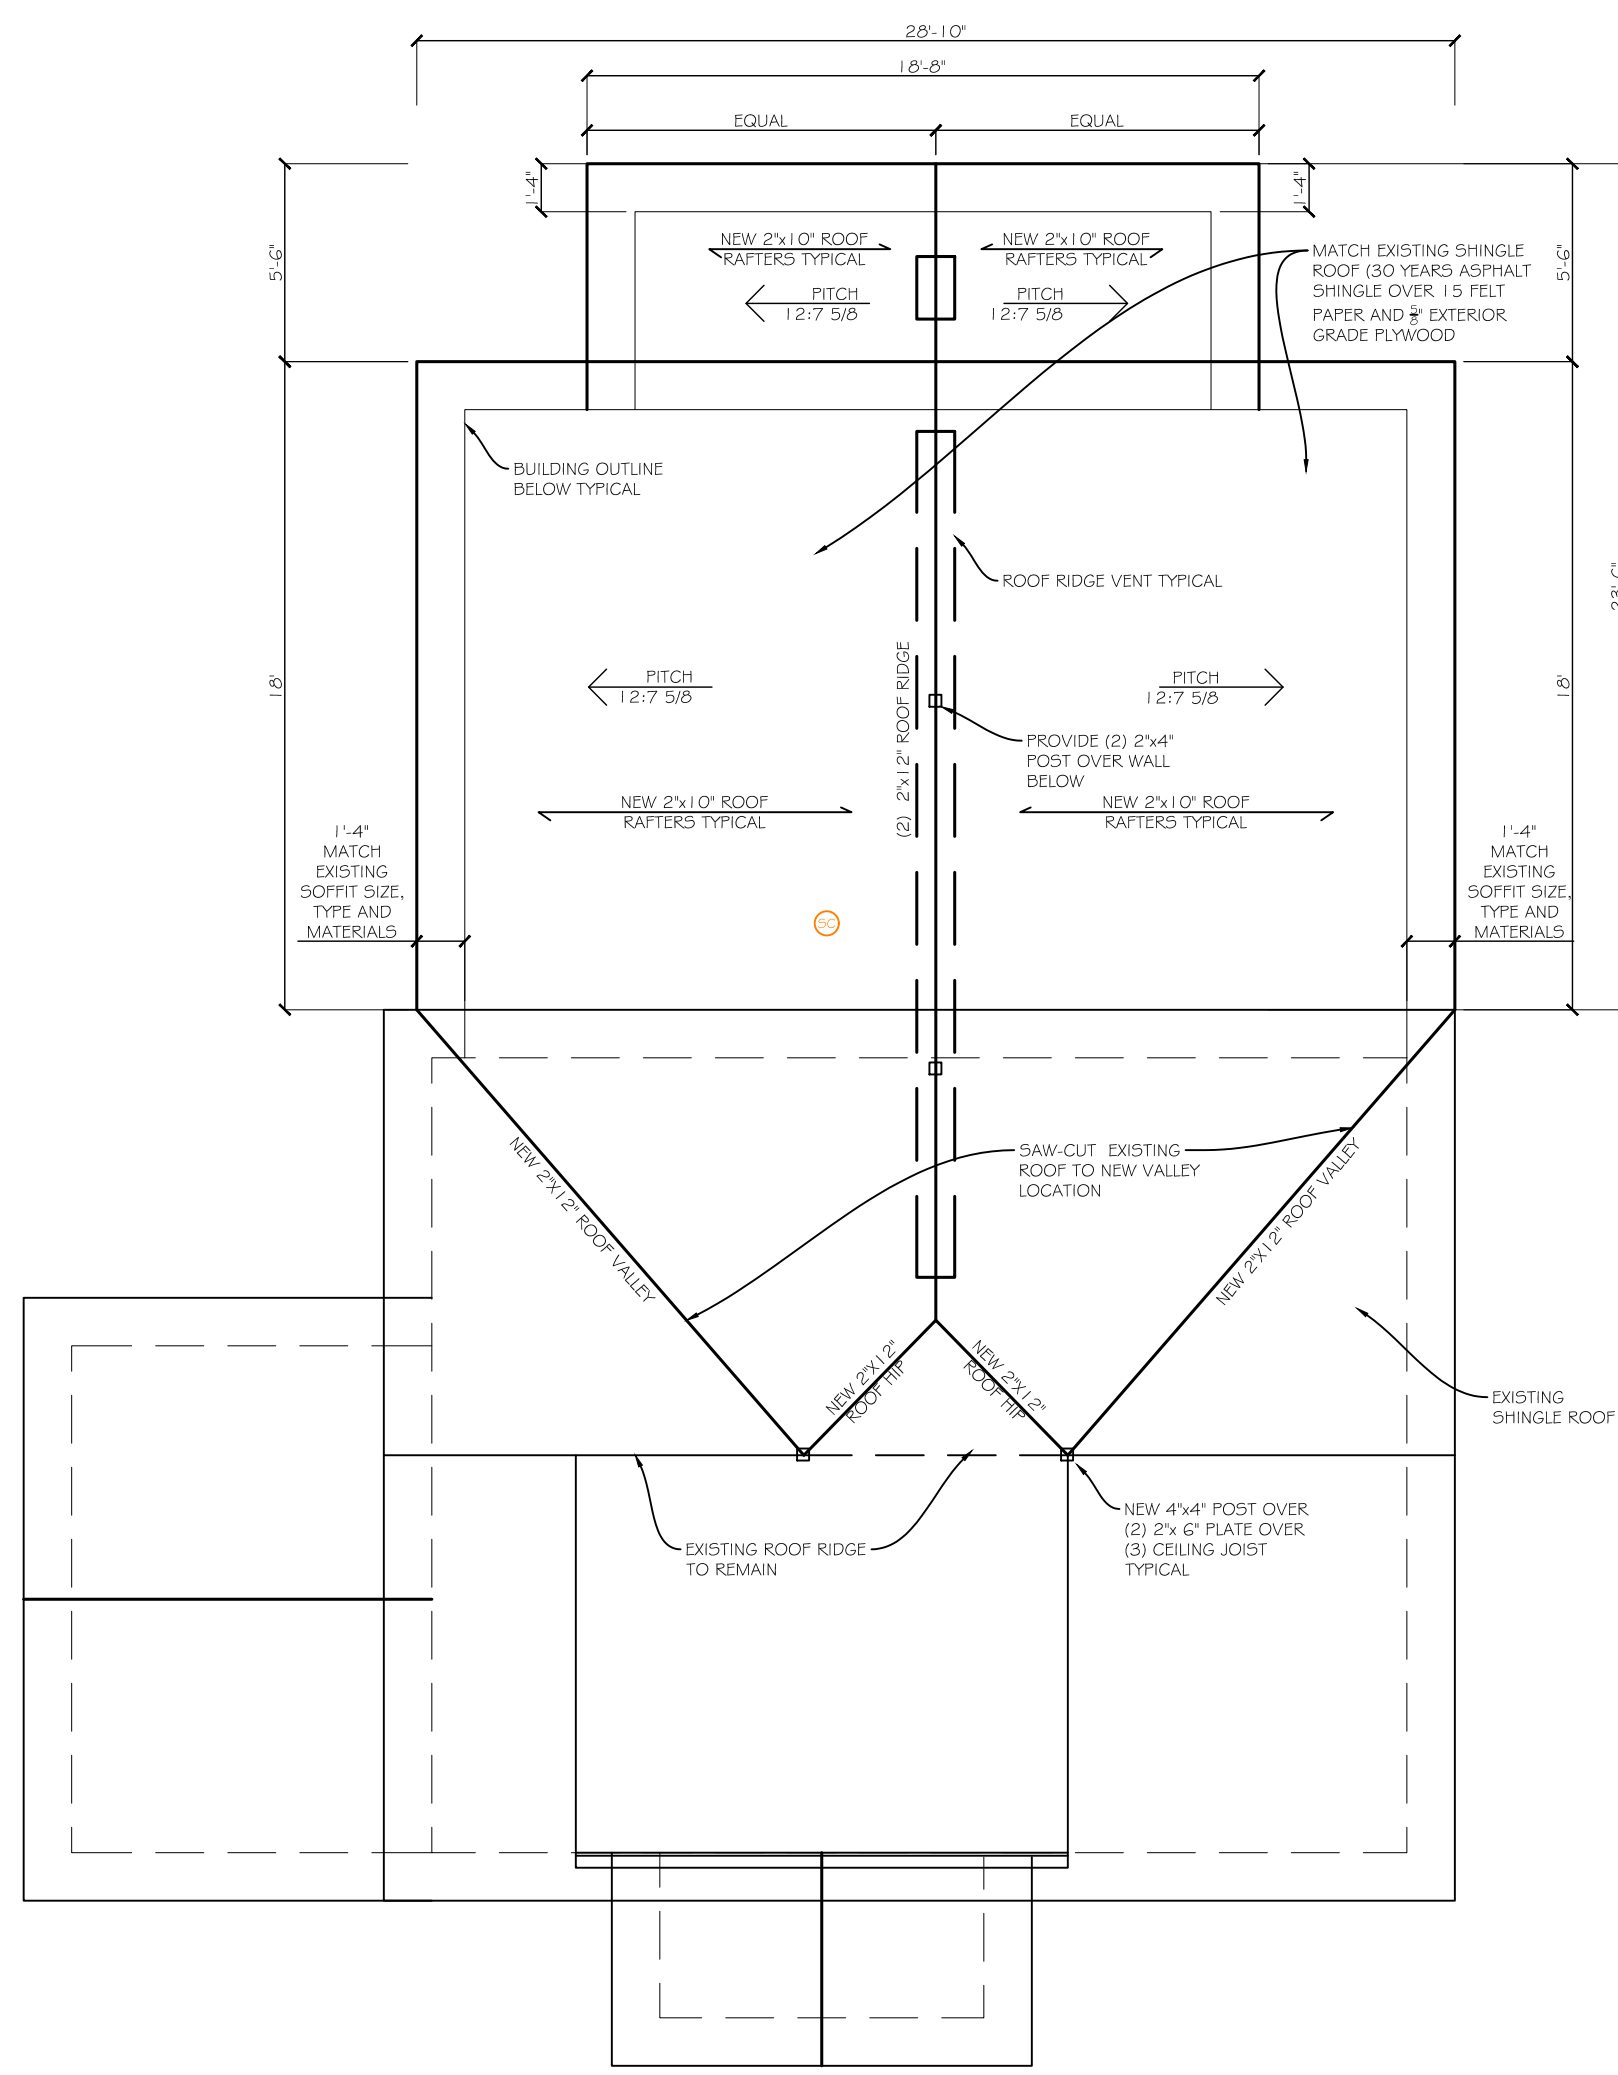 28'-10"
18'-8"
EQUAL
EQUAL
1'-4"
1'-4"
5'-6"
5'-6"
NEW 2"x10" ROOF
RAFTERS TYPICAL
NEW 2"x10" ROOF
RAFTERS TYPICAL
PITCH
12:7 5/8
PITCH
12:7 5/8
MATCH EXISTING SHINGLE
ROOF (30 YEARS ASPHALT
SHINGLE OVER 15 FELT
PAPER AND 5/8" EXTERIOR
GRADE PLYWOOD
BUILDING OUTLINE
BELOW TYPICAL
ROOF RIDGE VENT TYPICAL
18'
18'
PITCH
12:7 5/8
PITCH
12:7 5/8
(2) 2"x12" ROOF RIDGE
PROVIDE (2) 2"x4"
POST OVER WALL
BELOW
NEW 2"x10" ROOF
RAFTERS TYPICAL
NEW 2"x10" ROOF
RAFTERS TYPICAL
1'-4"
MATCH
EXISTING
SOFFIT SIZE,
TYPE AND
MATERIALS
1'-4"
MATCH
EXISTING
SOFFIT SIZE,
TYPE AND
MATERIALS
SC
NEW 2"X12" ROOF VALLEY
SAW-CUT EXISTING
ROOF TO NEW VALLEY
LOCATION
NEW 2"X12" ROOF VALLEY
NEW 2"X12"
ROOF HIP
NEW 2"X12"
ROOF HIP
EXISTING
SHINGLE ROOF
EXISTING ROOF RIDGE
TO REMAIN
NEW 4"x4" POST OVER
(2) 2"x 6" PLATE OVER
(3) CEILING JOIST
TYPICAL